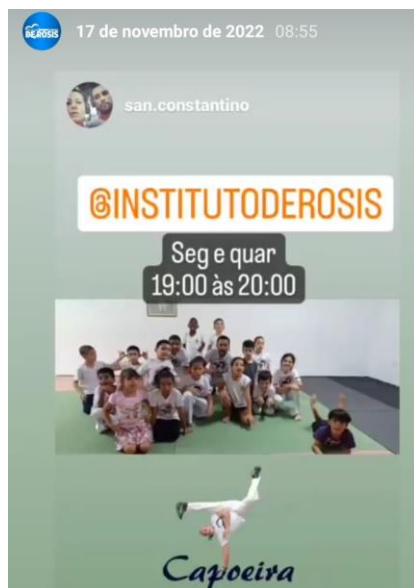 DEROSIS
17 de novembro de 2022 08:55
san.constantino
@INSTITUTODEROSIS
Seg e quar
19:00 às 20:00
Capoeira